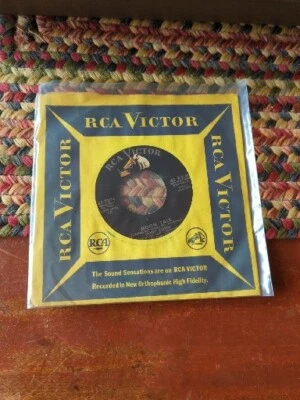 RCA VICTOR
RCA VICTOR
RCA VICTOR
RCA VICTOR
RCA
The Sound Sensations are on RCA VICTOR
Recorded in New Orthophonic High Fidelity.